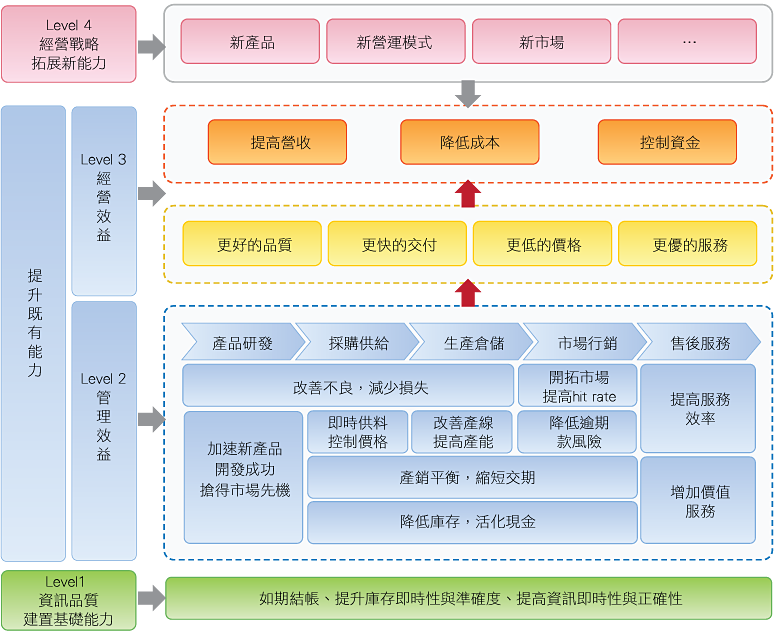 Level 4
經營戰略
拓展新能力
新產品
新營運模式
新市場
…
提升既有能力
Level 3
經營效益
提高營收
降低成本
控制資金
更好的品質
更快的交付
更低的價格
更優的服務
Level 2
管理效益
產品研發
採購供給
生產倉儲
市場行銷
售後服務
改善不良，減少損失
開拓市場
提高hit rate
提高服務
效率
加速新產品
開發成功
搶得市場先機
即時供料
控制價格
改善產線
提高產能
降低逾期
款風險
產銷平衡，縮短交期
增加價值
服務
降低庫存，活化現金
Level1
資訊品質
建置基礎能力
如期結帳、提升庫存即時性與準確度、提高資訊即時性與正確性